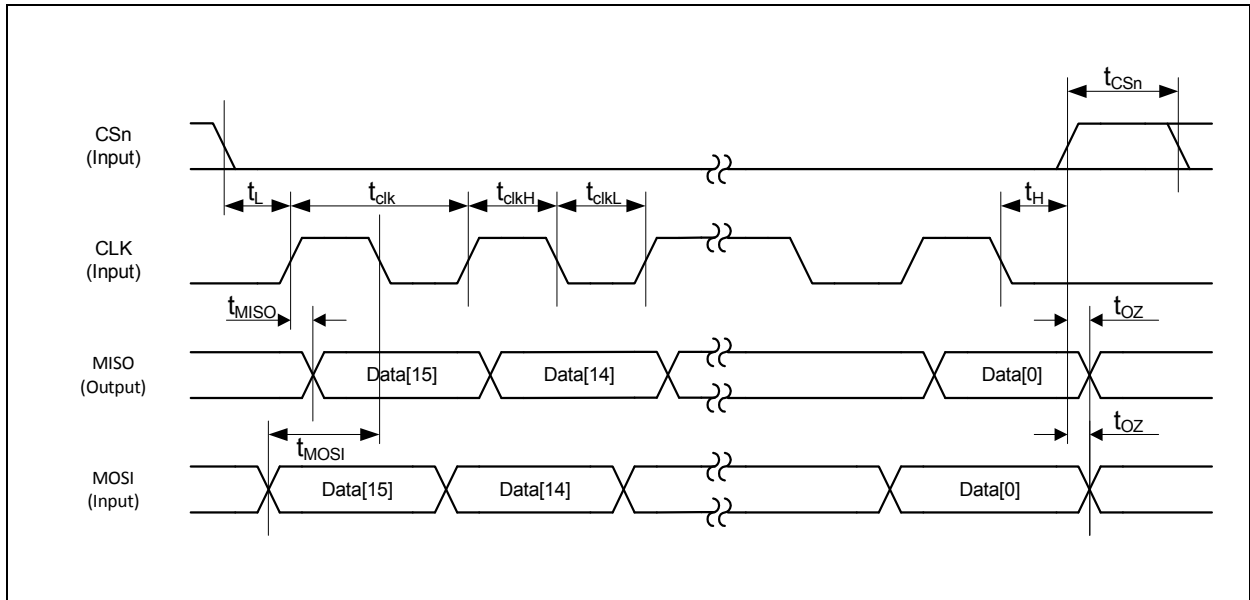 tCSn
CSn
(Input)
tL
tclk
tclkH
tclkL
tH
CLK
(Input)
tMISO
tOZ
MISO
(Output)
Data[15]
Data[14]
Data[0]
tMOSI
tOZ
MOSI
(Input)
Data[15]
Data[14]
Data[0]